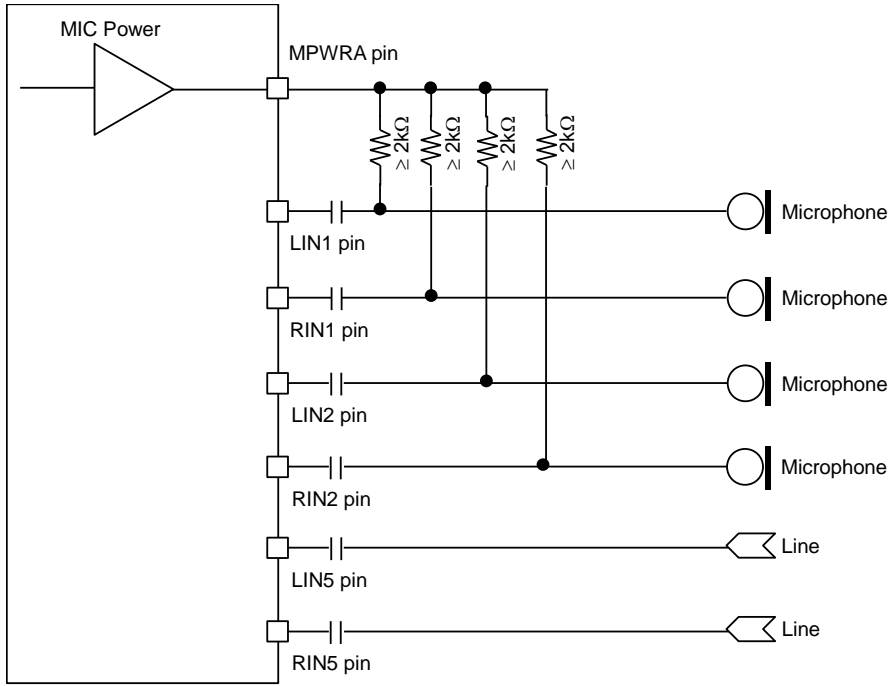 MIC Power
MPWRA pin
≥ 2kΩ
≥ 2kΩ
≥ 2kΩ
≥ 2kΩ
Microphone
LIN1 pin
Microphone
RIN1 pin
Microphone
LIN2 pin
Microphone
RIN2 pin
Line
LIN5 pin
Line
RIN5 pin